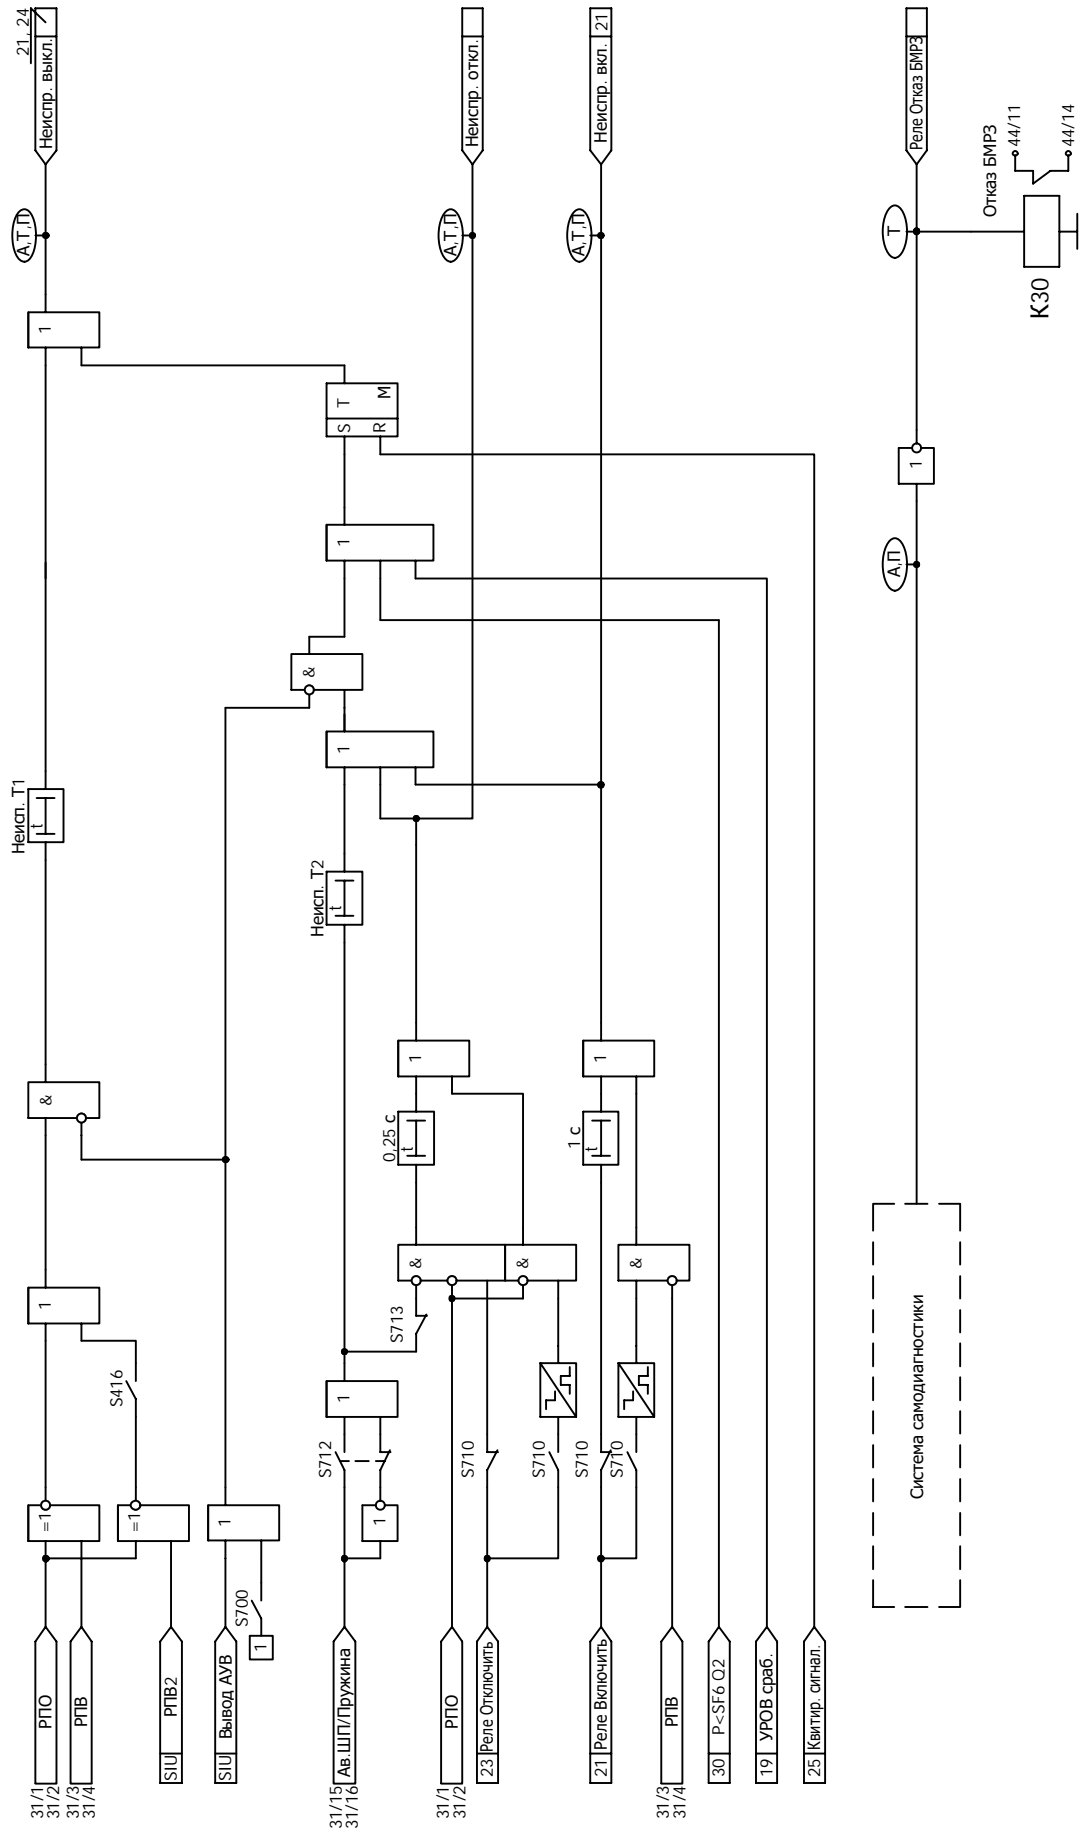 21, 24
Неиспр. выкл.
А,Т,П
1
Неисп. Т1
t
&
1
S416
=1
=1
РПО
31/1
31/2
РПВ
31/3
31/4
SIU РПВ2
SIU Вывод АУВ
1
S700
1
S T
R M
1
&
1
Неисп. Т2
t
1
S712
1
Ав.ШП/Пружина
31/15
31/16
Неиспр. откл.
А,Т,П
1
0,25 с
t
&
&
S713
S710
S710
РПО
31/1
31/2
23 Реле Отключить
Неиспр. вкл. 21
А,Т,П
1
1 с
t
&
S710
S710
21 Реле Включить
РПВ
31/3
31/4
30 P<SF6 Q2
19 УРОВ сраб.
25 Квитир. сигнал.
Реле Отказ БМРЗ
Т
Отказ БМРЗ
44/11
44/14
К30
1
А,П
Система самодиагностики